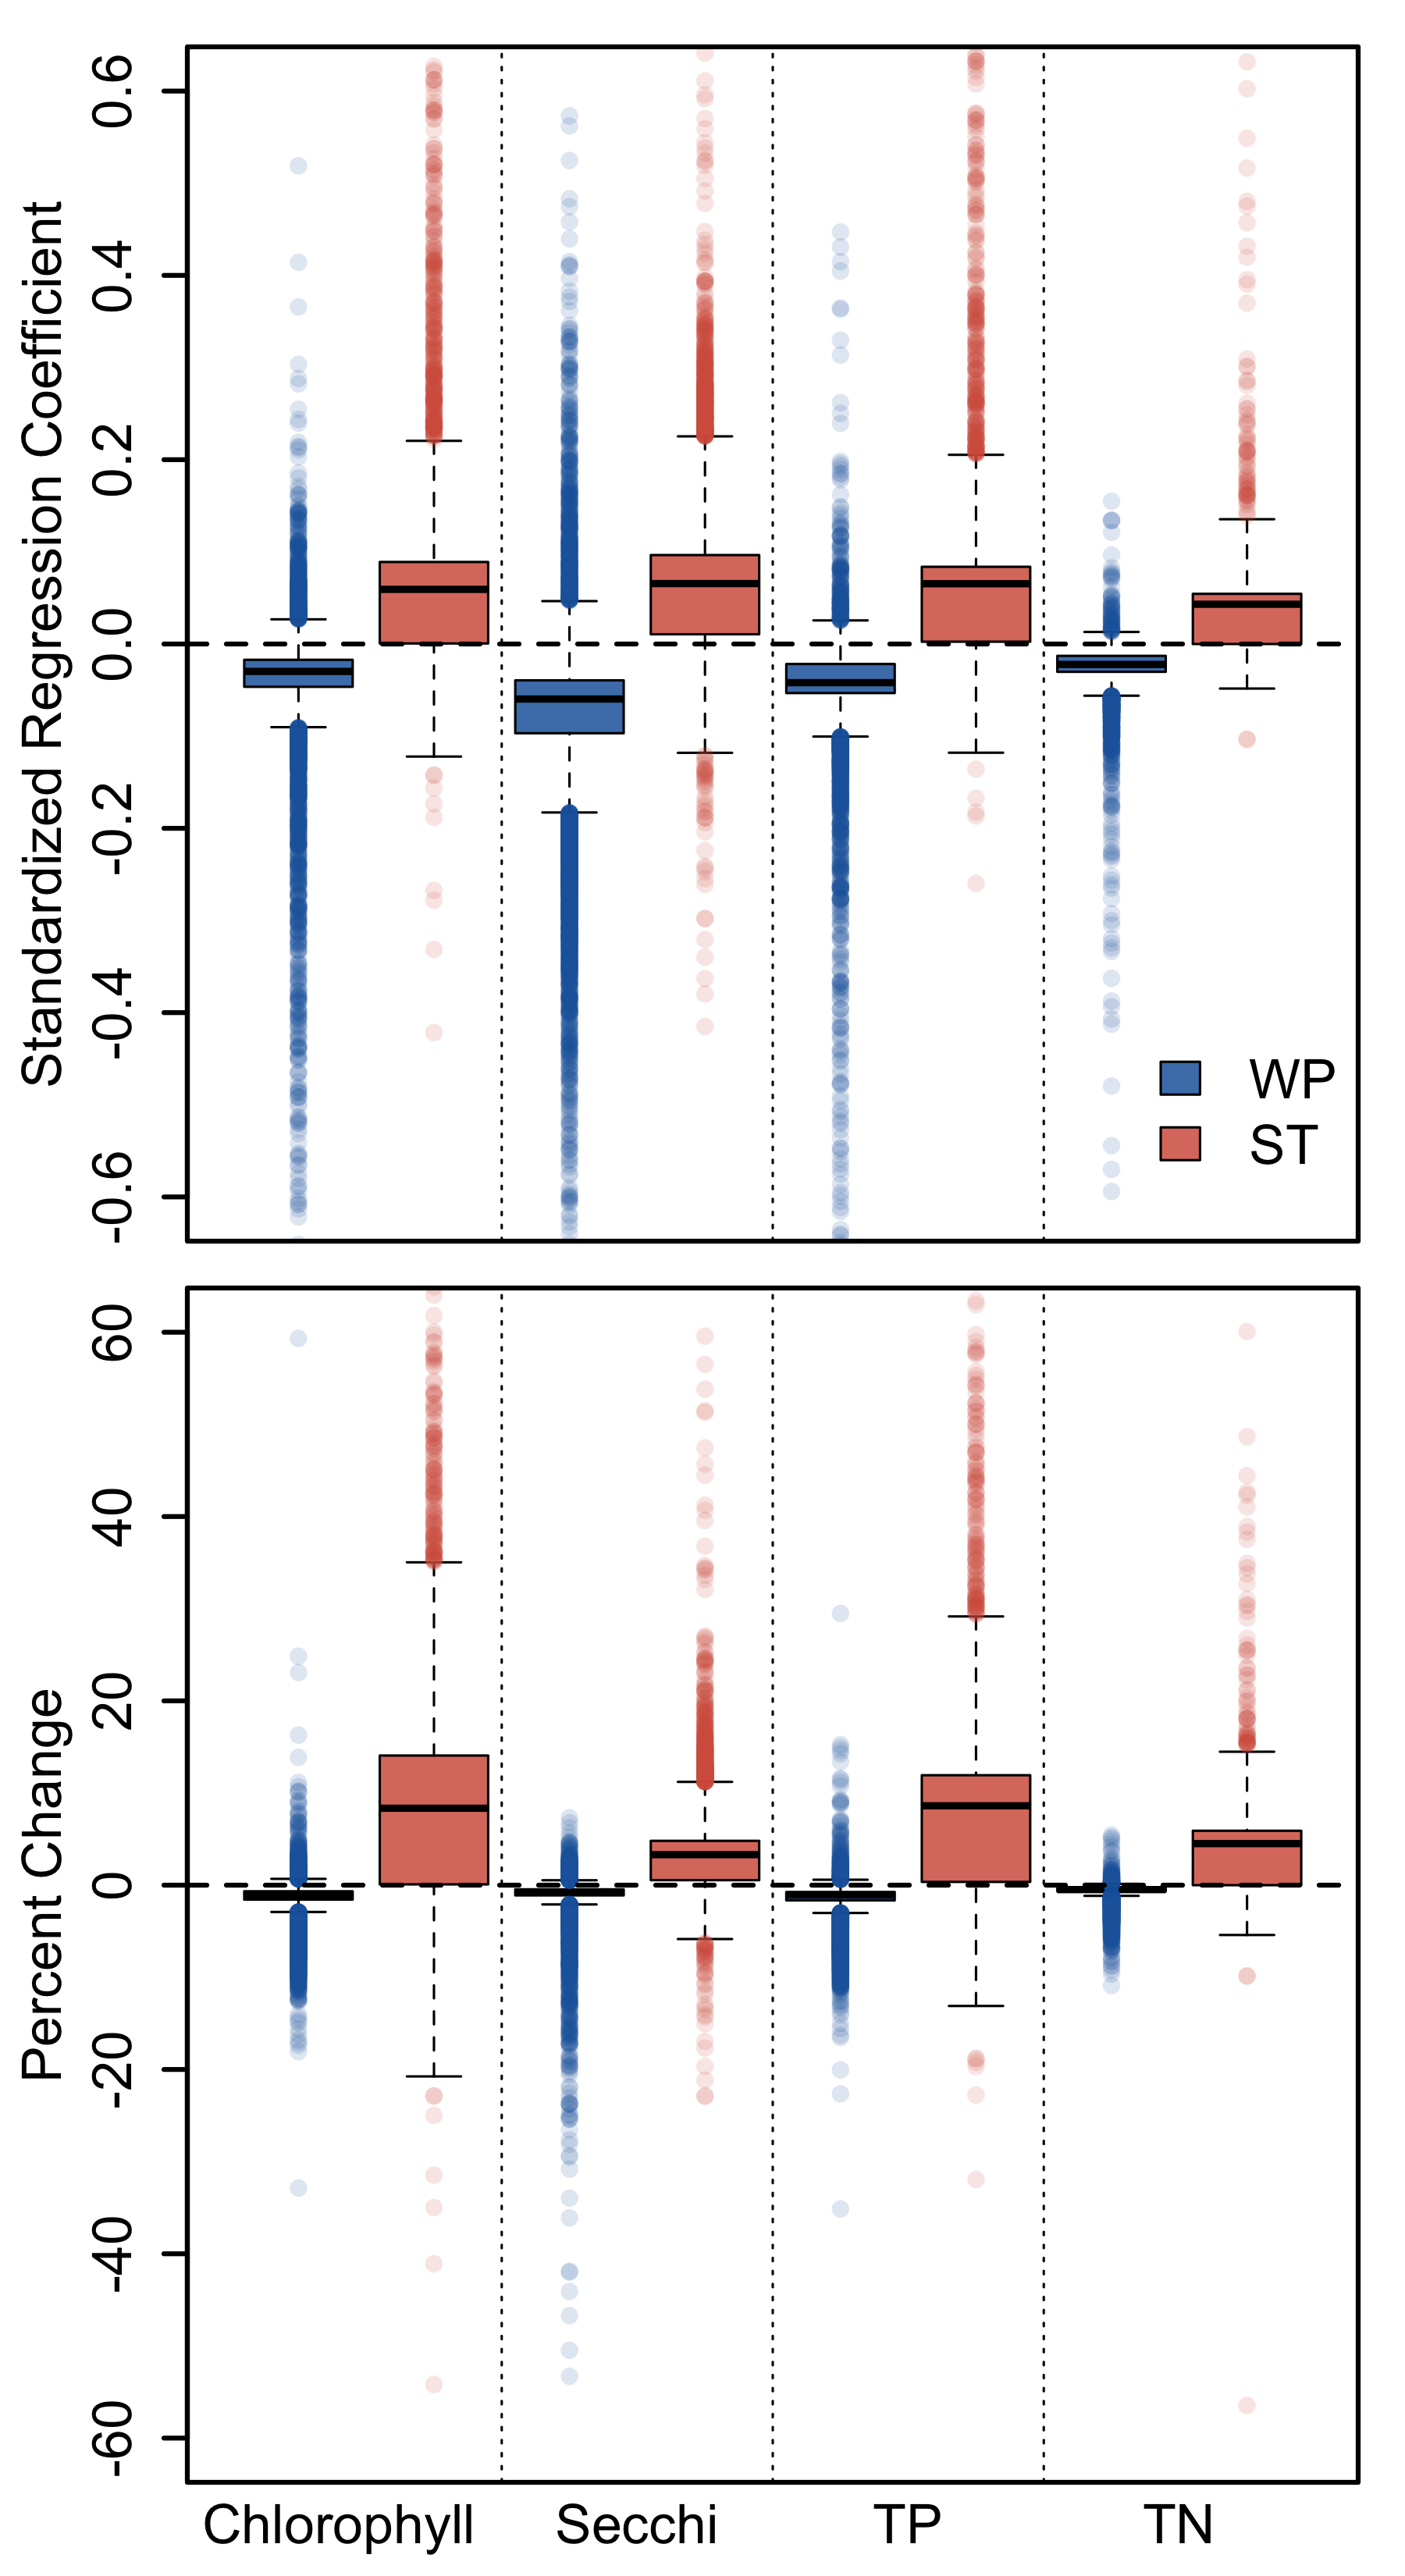 Standardized Regression Coefficient
0.6
0.4
0.2
0.0
-0.2
-0.4
-0.6
WP
ST
Percent Change
60
40
20
0
-20
-40
-60
Chlorophyll Secchi TP TN